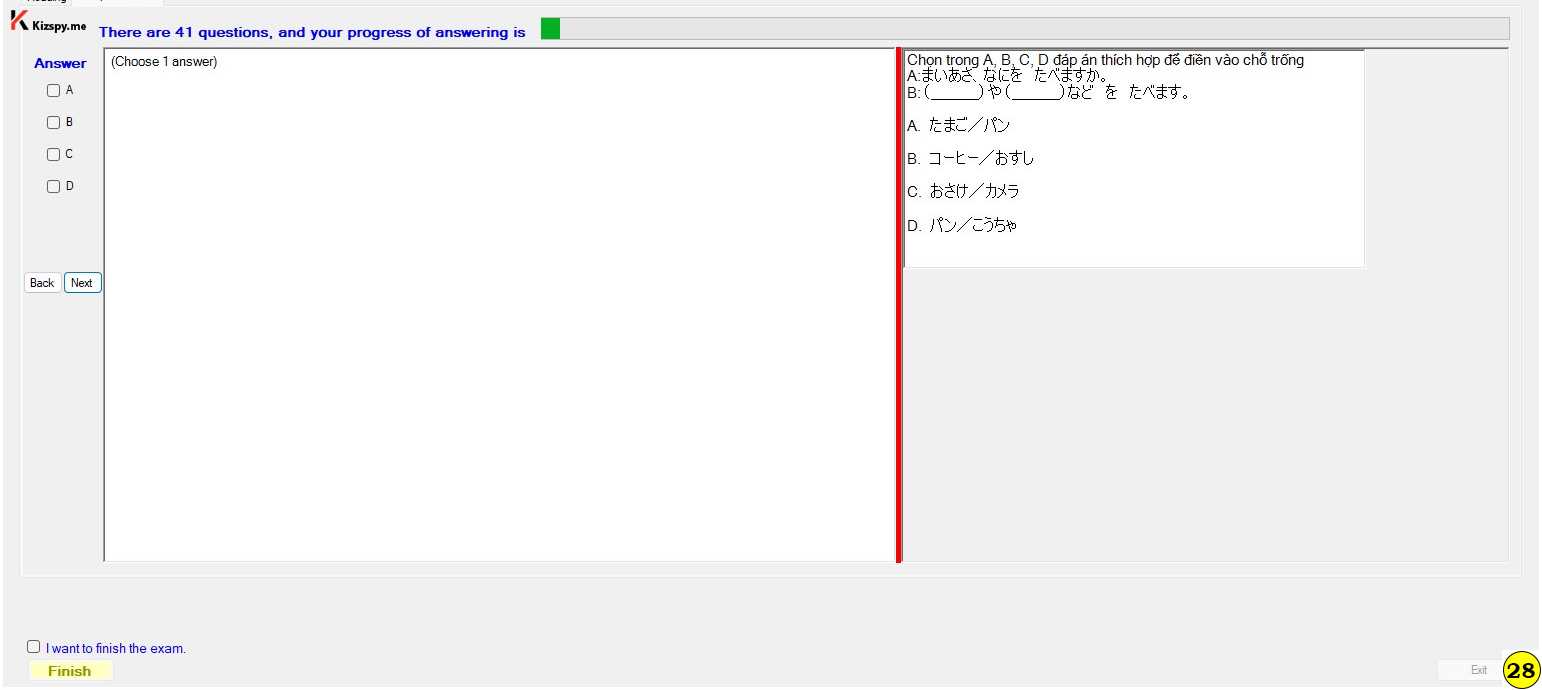 Kizspy.me
There are 41 questions, and your progress of answering is
Answer
(Choose 1 answer)
A
B
C
D
Back
Next
Chọn trong A, B, C, D đáp án thích hợp để điền vào chỗ trống
A:まいあさ、なにを たべますか。
B:(______)や(______)など を たべます。
A. たまご／パン
B. コーヒー／おすし
C. おさけ／カメラ
D. パン／こうちゃ
I want to finish the exam.
Finish
Exit
28